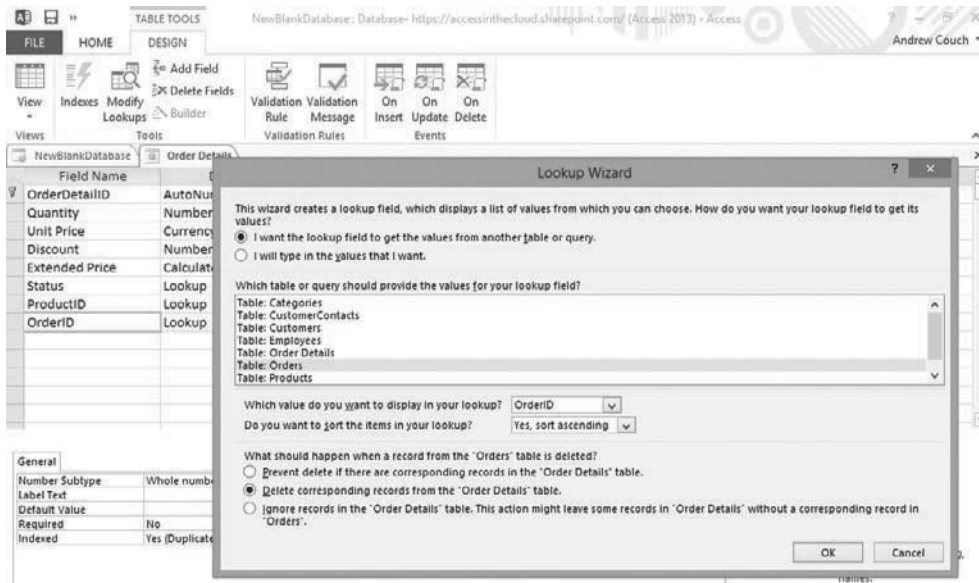 TABLE TOOLS
NewBlankDatabase : Database- https://accessinthecloud.sharepoint.com/ (Access 2013) - Access
FILE HOME DESIGN
Andrew Couch
View
Indexes
Modify Lookups
Add Field
Delete Fields
Builder
Validation Rule
Validation Message
On Insert
On Update
On Delete
Views Tools Validation Rules Events
NewBlankDatabase Order Details
Field Name
OrderDetailID AutoNu
Quantity Number
Unit Price Currency
Discount Number
Extended Price Calculat
Status Lookup
ProductID Lookup
OrderID Lookup
Lookup Wizard
This wizard creates a lookup field, which displays a list of values from which you can choose. How do you want your lookup field to get its
values?
I want the lookup field to get the values from another table or query.
I will type in the values that I want.
Which table or query should provide the values for your lookup field?
Table: Categories
Table: CustomerContacts
Table: Customers
Table: Employees
Table: Order Details
Table: Orders
Table: Products
Which value do you want to display in your lookup? OrderID
Do you want to sort the items in your lookup? Yes, sort ascending
What should happen when a record from the "Orders" table is deleted?
Prevent delete if there are corresponding records in the "Order Details" table.
Delete corresponding records from the "Order Details" table.
Ignore records in the "Order Details" table. This action might leave some records in "Order Details" without a corresponding record in
"Orders".
OK Cancel
General
Number Subtype Whole numbe
Label Text
Default Value
Required No
Indexed Yes (Duplicate
names.